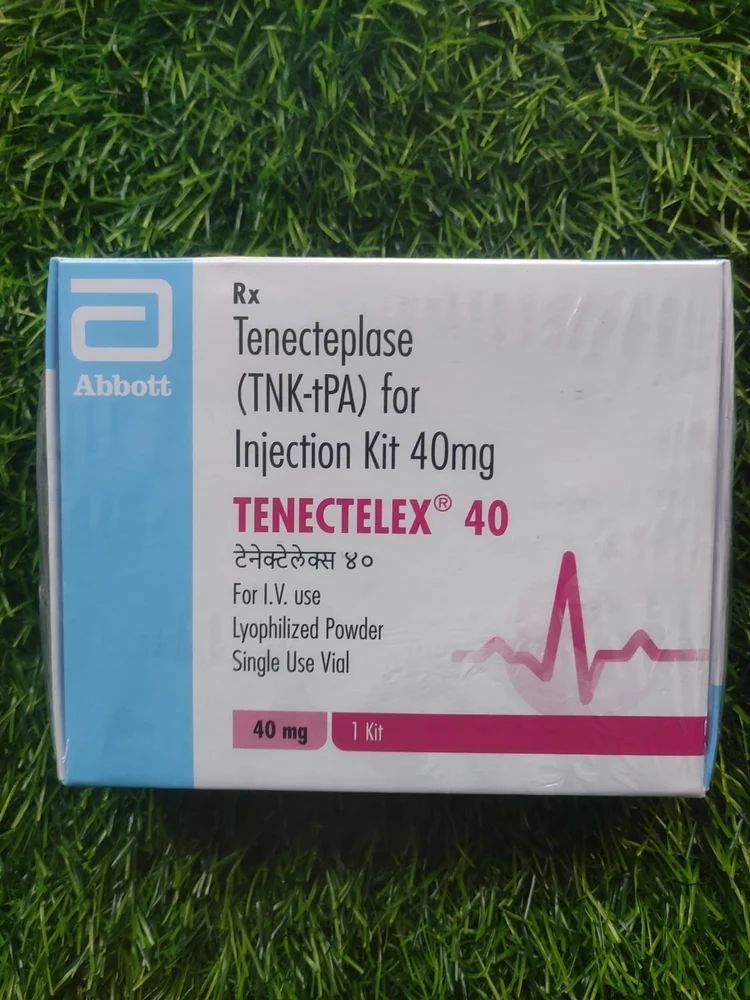 Abbott
Rx
Tenecteplase
(TNK-tPA) for
Injection Kit 40mg
TENECTELEX® 40
टेनेक्टेलेक्स ४०
For I.V. use
Lyophilized Powder
Single Use Vial
40 mg
1 Kit